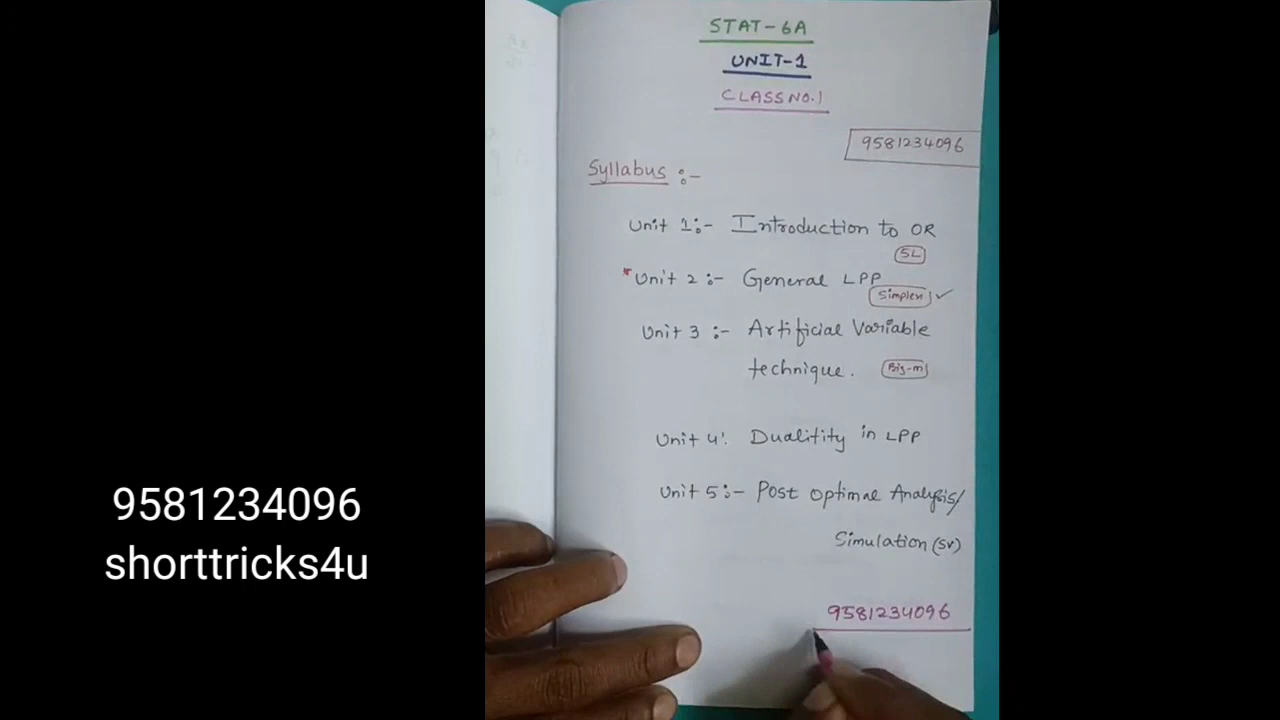 STAT-6A
UNIT-1
CLASS NO.1
9581234096
Syllabus :-
Unit 1:- Introduction to OR
SL
*Unit 2 :- General LPP
Simplex ✓
Unit 3 :- Artificial Variable
technique.
Big-m
Unit 4: Dualitity in LPP
Unit 5:- Post Optimal Analysis/
Simulation (SV)
9581234096
9581234096
shorttricks4u